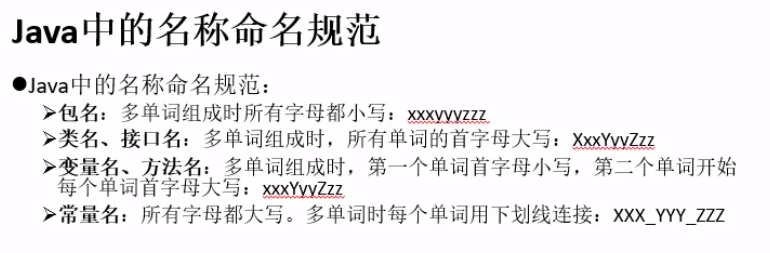 Java中的名称命名规范
●Java中的名称命名规范：
➢包名：多单词组成时所有字母都小写：xxxyyyzzz
➢类名、接口名：多单词组成时，所有单词的首字母大写：XxxYyyZzz
➢变量名、方法名：多单词组成时，第一个单词首字母小写，第二个单词开始
每个单词首字母大写：xxxYyyZzz
➢常量名：所有字母都大写。多单词时每个单词用下划线连接：XXX_YYY_ZZZ